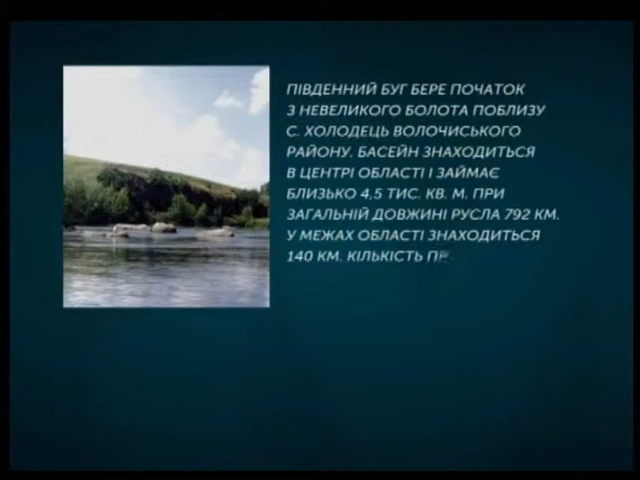 ПІВДЕННИЙ БУГ БЕРЕ ПОЧАТОК
З НЕВЕЛИКОГО БОЛОТА ПОБЛИЗУ
С. ХОЛОДЕЦЬ ВОЛОЧИСЬКОГО
РАЙОНУ. БАСЕЙН ЗНАХОДИТЬСЯ
В ЦЕНТРІ ОБЛАСТІ І ЗАЙМАЄ
БЛИЗЬКО 4,5 ТИС. КВ. М. ПРИ
ЗАГАЛЬНІЙ ДОВЖИНІ РУСЛА 792 КМ.
У МЕЖАХ ОБЛАСТІ ЗНАХОДИТЬСЯ
140 КМ. КІЛЬКІСТЬ ПР